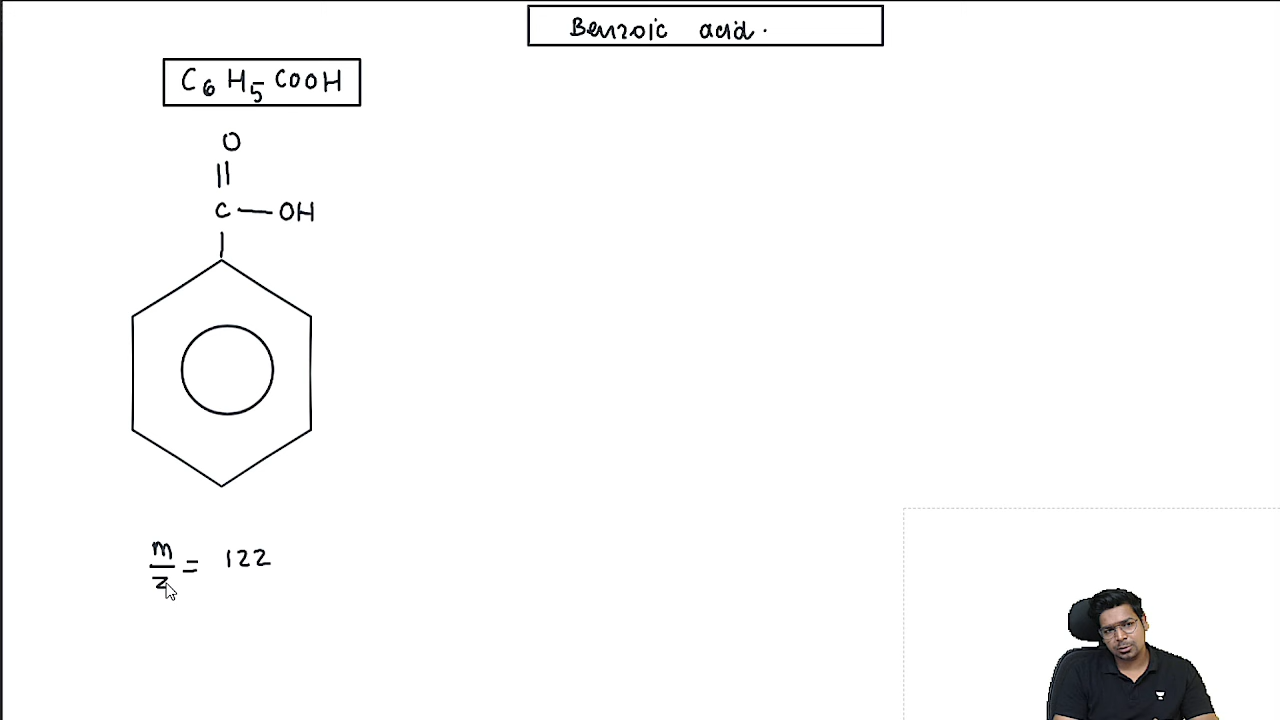 Benzoic acid.
C6H5COOH
O
||
C — OH
m/z = 122